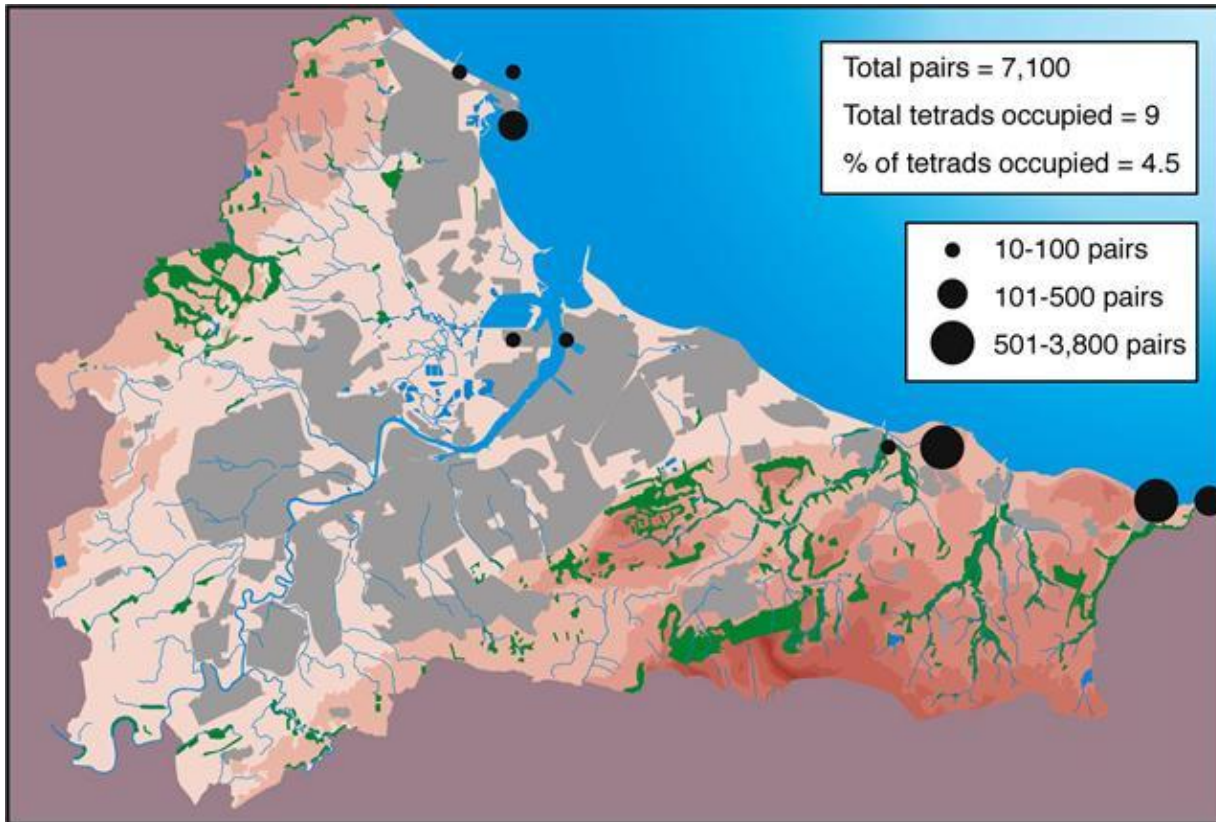 Total pairs = 7,100
Total tetrads occupied = 9
% of tetrads occupied = 4.5
10-100 pairs
101-500 pairs
501-3,800 pairs